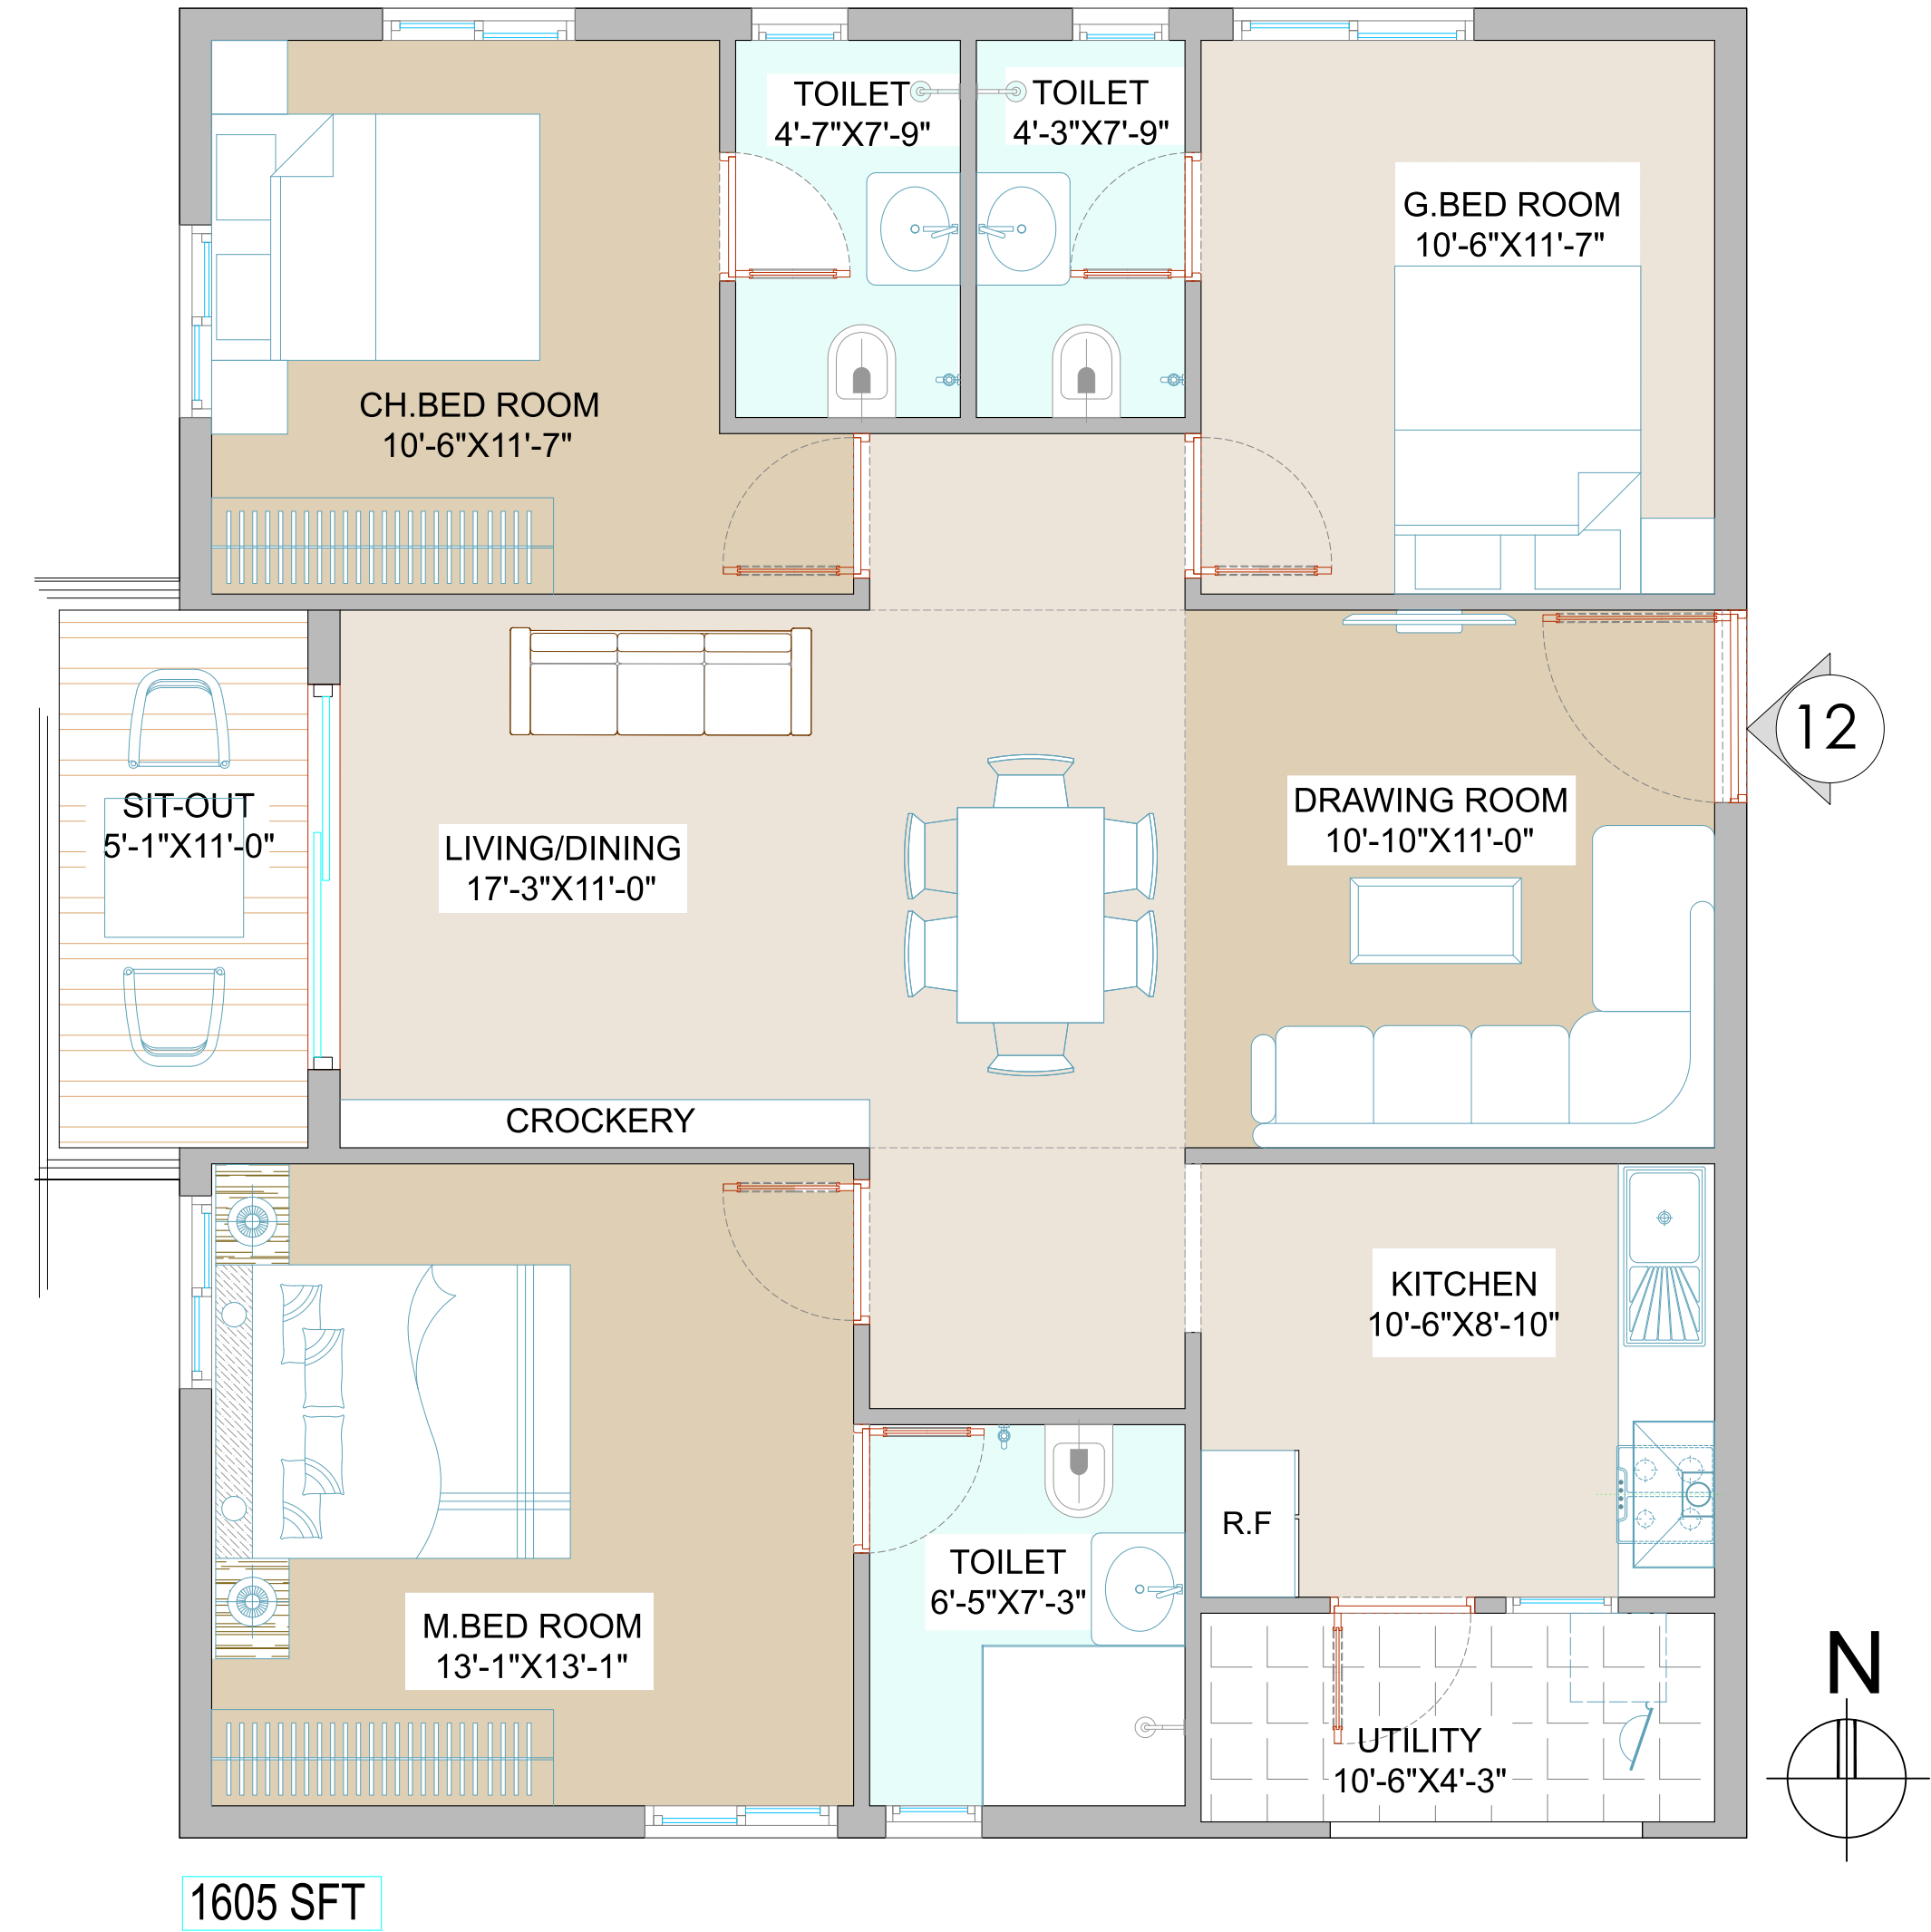 TOILET
4'-7"X7'-9"
TOILET
4'-3"X7'-9"
G.BED ROOM
10'-6"X11'-7"
CH.BED ROOM
10'-6"X11'-7"
12
SIT-OUT
5'-1"X11'-0"
LIVING/DINING
17'-3"X11'-0"
DRAWING ROOM
10'-10"X11'-0"
CROCKERY
KITCHEN
10'-6"X8'-10"
R.F
TOILET
6'-5"X7'-3"
M.BED ROOM
13'-1"X13'-1"
UTILITY
10'-6"X4'-3"
N
1605 SFT